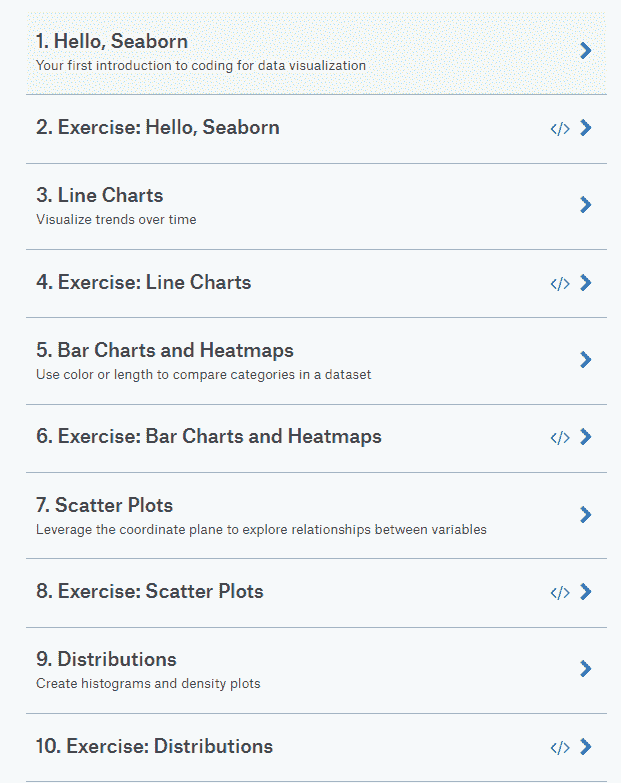 1. Hello, Seaborn
Your first introduction to coding for data visualization
2. Exercise: Hello, Seaborn
</>
3. Line Charts
Visualize trends over time
4. Exercise: Line Charts
</>
5. Bar Charts and Heatmaps
Use color or length to compare categories in a dataset
6. Exercise: Bar Charts and Heatmaps
</>
7. Scatter Plots
Leverage the coordinate plane to explore relationships between variables
8. Exercise: Scatter Plots
</>
9. Distributions
Create histograms and density plots
10. Exercise: Distributions
</>